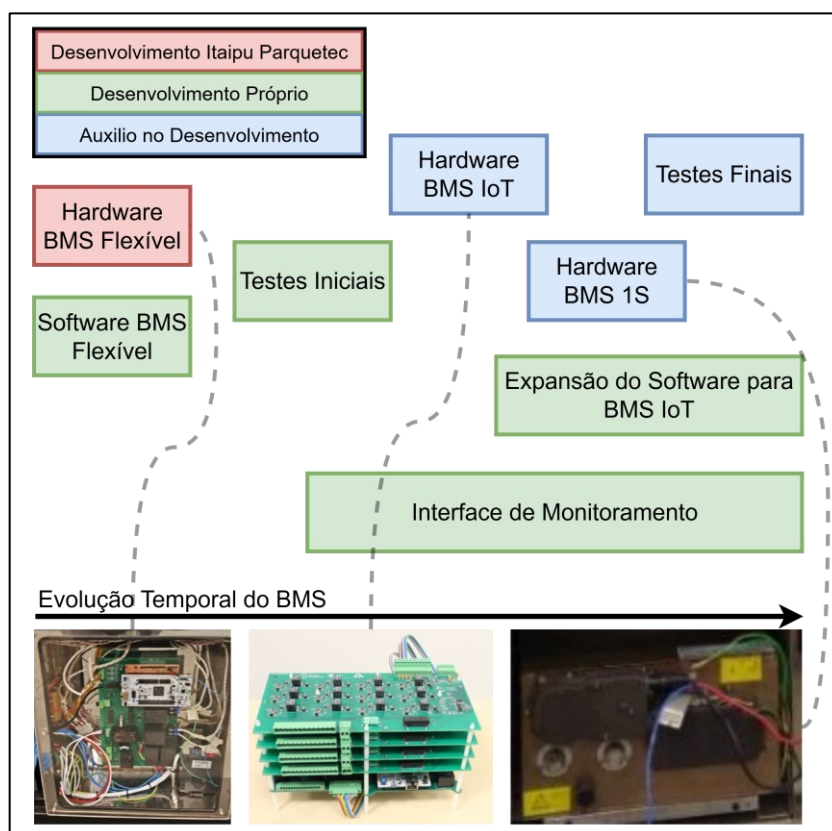 Desenvolvimento Itaipu Parquetec
Desenvolvimento Próprio
Auxilio no Desenvolvimento
Hardware
BMS IoT
Testes Finais
Hardware
BMS Flexível
Testes Iniciais
Hardware
BMS 1S
Software BMS
Flexível
Expansão do Software para
BMS IoT
Interface de Monitoramento
Evolução Temporal do BMS